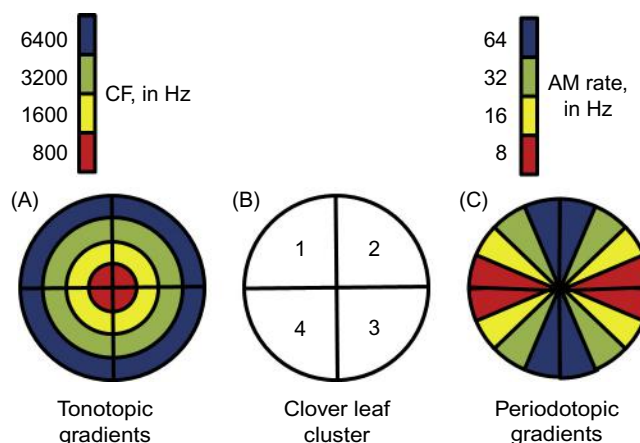 6400
3200
1600
800
CF, in Hz
64
32
16
8
AM rate,
in Hz
(A)
(B)
(C)
1
2
4
3
Tonotopic
gradients
Clover leaf
cluster
Periodotopic
gradients